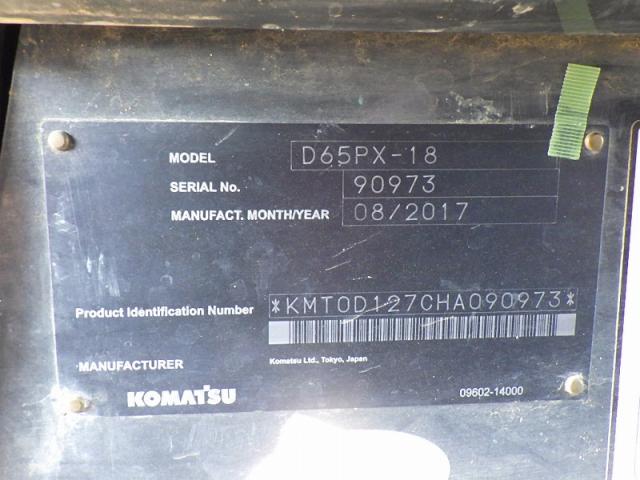 MODEL D65PX-18
SERIAL No. 90973
MANUFACT. MONTH/YEAR 08/2017
Product Identification Number *KMT0D127CHA090973*
MANUFACTURER Komatsu Ltd., Tokyo, Japan
KOMATSU 09602-14000